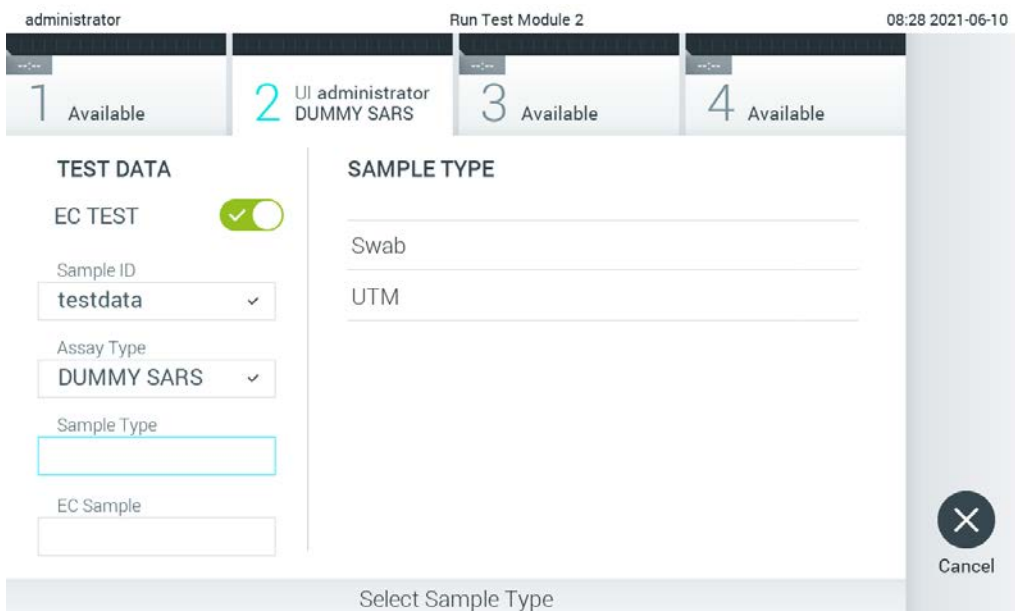 administrator Run Test Module 2 08:28 2021-06-10
--:-- --:-- --:--
1 Available 2 UI administrator 3 Available 4 Available
DUMMY SARS
TEST DATA
EC TEST
Sample ID
testdata
Assay Type
DUMMY SARS
Sample Type
EC Sample
SAMPLE TYPE
Swab
UTM
Cancel
Select Sample Type